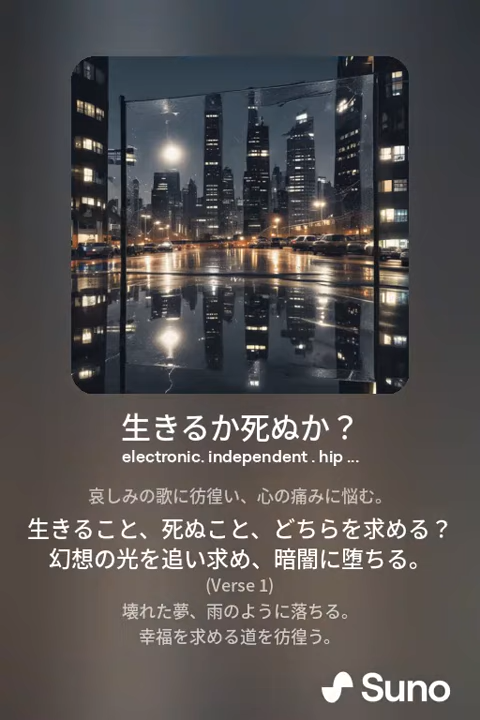 生きるか死ぬか？
electronic. independent . hip ...
哀しみの歌に彷徨い、心の痛みに悩む。
生きること、死ぬこと、どちらを求める？
幻想の光を追い求め、暗闇に堕ちる。
(Verse 1)
壊れた夢、雨のように落ちる。
幸福を求める道を彷徨う。
Suno